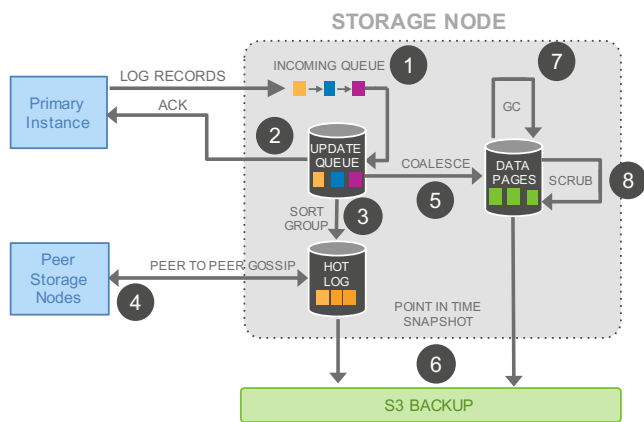 STORAGE NODE
INCOMING QUEUE
1
7
LOG RECORDS
Primary
Instance
ACK
2
GC
UPDATE
QUEUE
COALESCE
5
DATA
PAGES
SCRUB
8
SORT
GROUP
3
Peer
Storage
Nodes
PEER TO PEER GOSSIP
4
HOT
LOG
POINT IN TIME
SNAPSHOT
6
S3 BACKUP